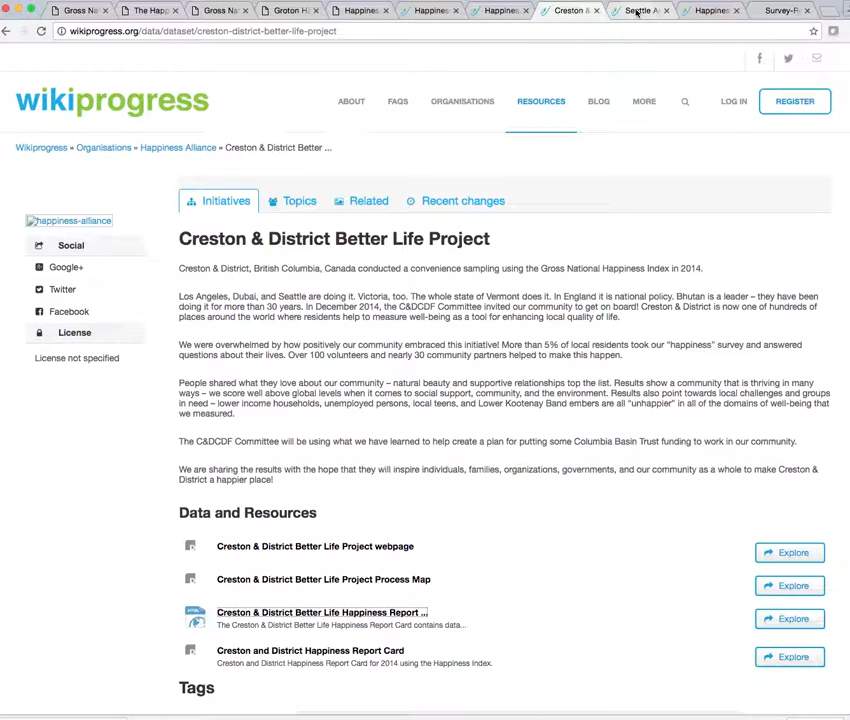 Gross Na
The Happ
Gross Na
Groton Ha
Happines
Happines
Happines
Creston &
Seattle A
Happines
Survey-R
wikiprogress.org/data/dataset/creston-district-better-life-project
wikiprogress
ABOUT
FAQS
ORGANISATIONS
RESOURCES
BLOG
MORE
LOG IN
REGISTER
Wikiprogress » Organisations » Happiness Alliance » Creston & District Better ...
Initiatives
Topics
Related
Recent changes
happiness-alliance
Social
Google+
Twitter
Facebook
License
License not specified
Creston & District Better Life Project
Creston & District, British Columbia, Canada conducted a convenience sampling using the Gross National Happiness Index in 2014.
Los Angeles, Dubai, and Seattle are doing it. Victoria, too. The whole state of Vermont does it. In England it is national policy. Bhutan is a leader – they have been
doing it for more than 30 years. In December 2014, the C&DCDF Committee invited our community to get on board! Creston & District is now one of hundreds of
places around the world where residents help to measure well-being as a tool for enhancing local quality of life.
We were overwhelmed by how positively our community embraced this initiative! More than 5% of local residents took our “happiness” survey and answered
questions about their lives. Over 100 volunteers and nearly 30 community partners helped to make this happen.
People shared what they love about our community – natural beauty and supportive relationships top the list. Results show a community that is thriving in many
ways – we score well above global levels when it comes to social support, community, and the environment. Results also point towards local challenges and groups
in need – lower income households, unemployed persons, local teens, and Lower Kootenay Band embers are all “unhappier” in all of the domains of well-being that
we measured.
The C&DCDF Committee will be using what we have learned to help create a plan for putting some Columbia Basin Trust funding to work in our community.
We are sharing the results with the hope that they will inspire individuals, families, organizations, governments, and our community as a whole to make Creston &
District a happier place!
Data and Resources
Creston & District Better Life Project webpage
Explore
Creston & District Better Life Project Process Map
Explore
Creston & District Better Life Happiness Report ...
The Creston & District Better Life Happiness Report Card contains data...
Explore
Creston and District Happiness Report Card
Creston and District Happiness Report Card for 2014 using the Happiness Index.
Explore
Tags